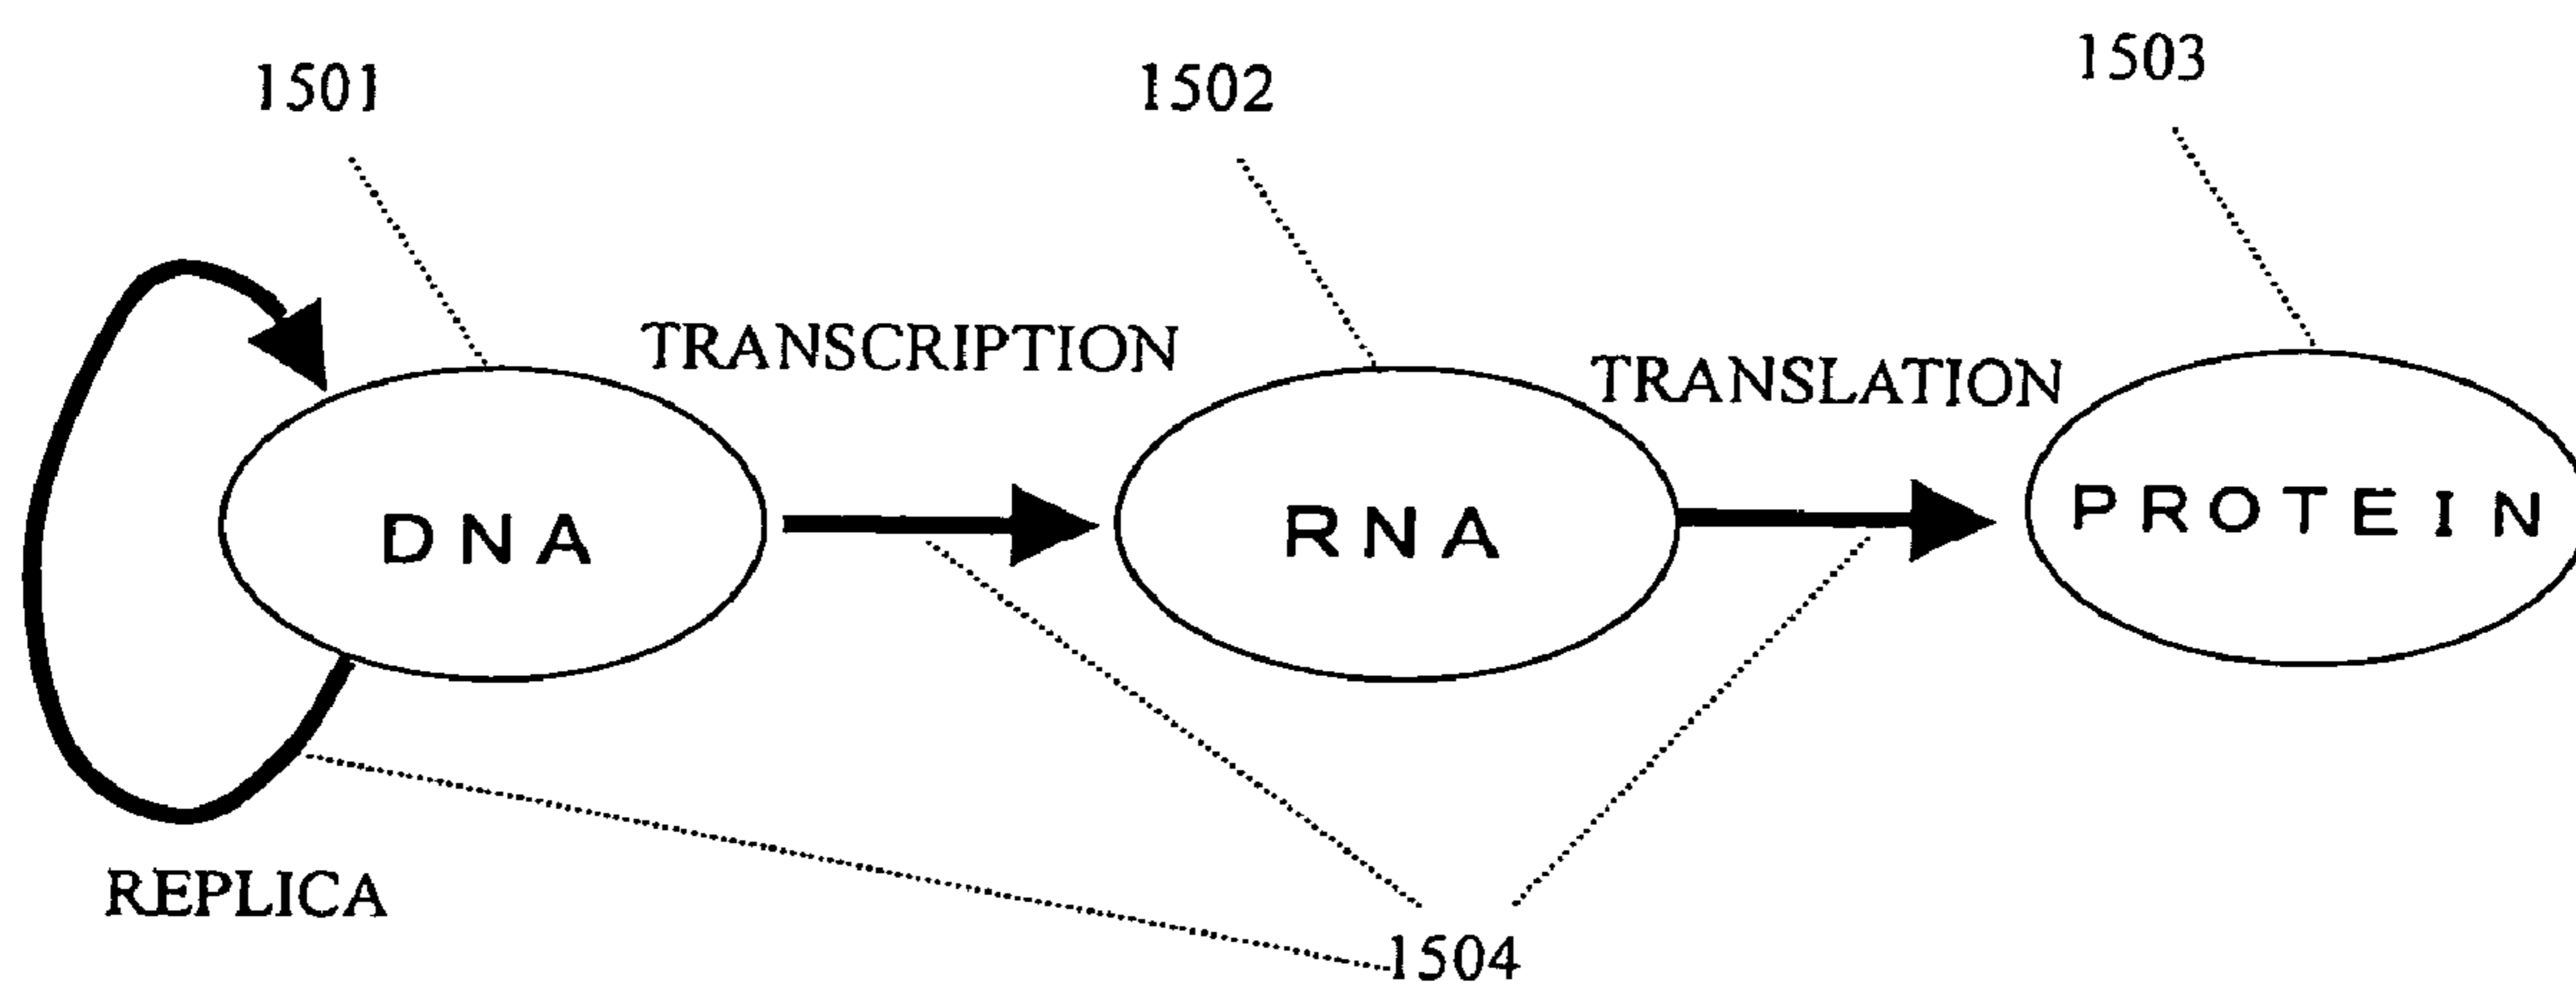 1501
1502
1503
TRANSCRIPTION
TRANSLATION
DNA
RNA
PROTEIN
REPLICA
1504